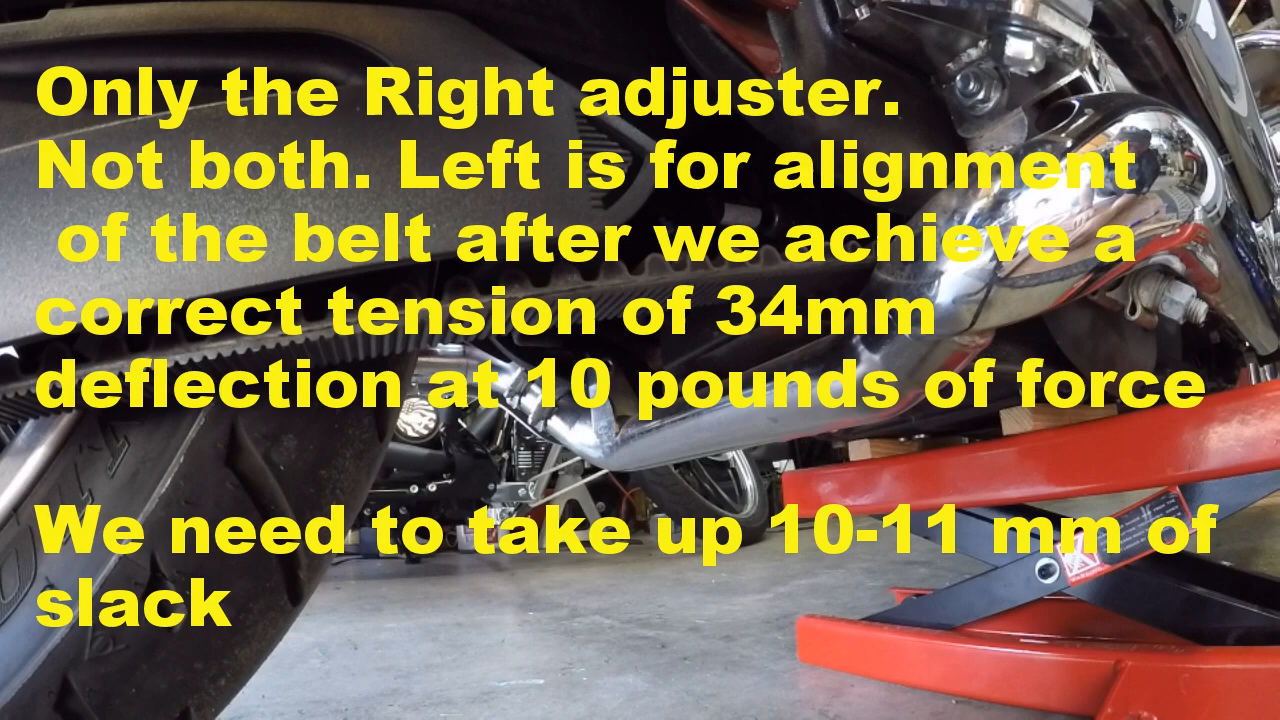 Only the Right adjuster.
Not both. Left is for alignment
of the belt after we achieve a
correct tension of 34mm
deflection at 10 pounds of force
We need to take up 10-11 mm of
slack